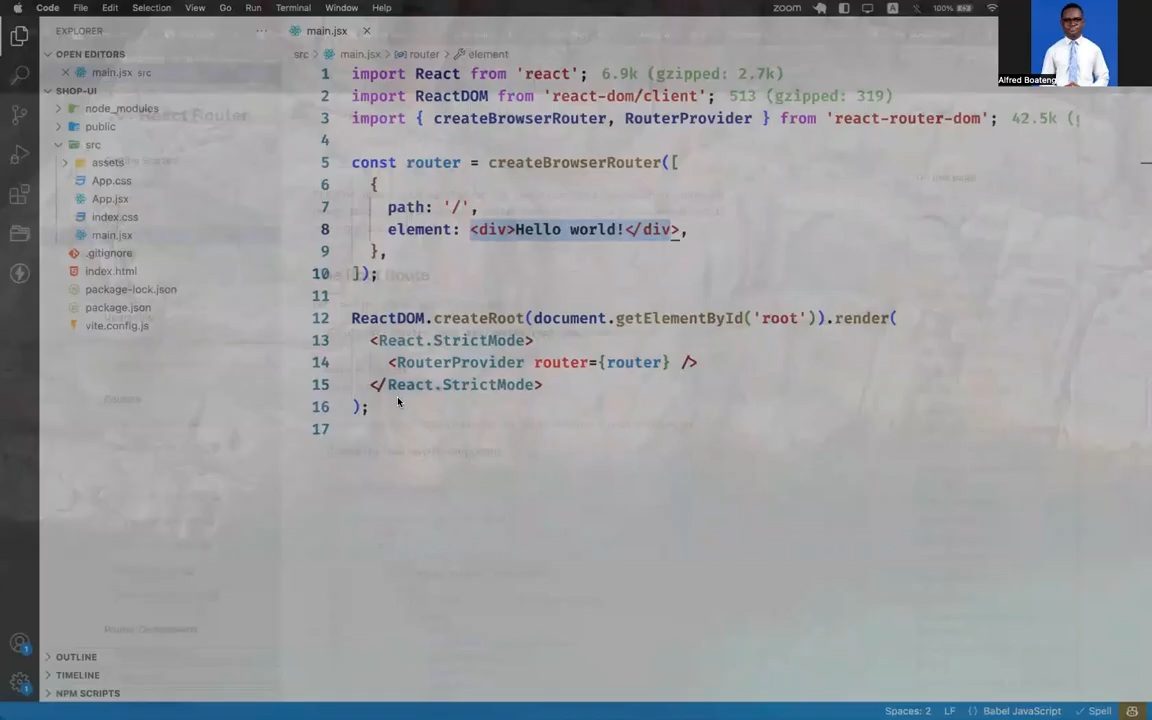 Code File Edit Selection View Go Run Terminal Window Help zoom A 100%
EXPLORER
OPEN EDITORS
main.jsx src
SHOP-UI
node_modules
public
src
assets
App.css
App.jsx
index.css
main.jsx
.gitignore
index.html
package-lock.json
package.json
vite.config.js
OUTLINE
TIMELINE
NPM SCRIPTS
main.jsx
src > main.jsx > router > element
1 import React from 'react'; 6.9k (gzipped: 2.7k)
2 import ReactDOM from 'react-dom/client'; 513 (gzipped: 319)
3 import { createBrowserRouter, RouterProvider } from 'react-router-dom'; 42.5k (g
4
5 const router = createBrowserRouter([
6 {
7 path: '/',
8 element: <div>Hello world!</div>,
9 },
10 ]);
11
12 ReactDOM.createRoot(document.getElementById('root')).render(
13 <React.StrictMode>
14 <RouterProvider router={router} />
15 </React.StrictMode>
16 );
17
Alfred Boateng
React Router
Router Components
1
1
Spaces: 2 LF {} Babel JavaScript Spell